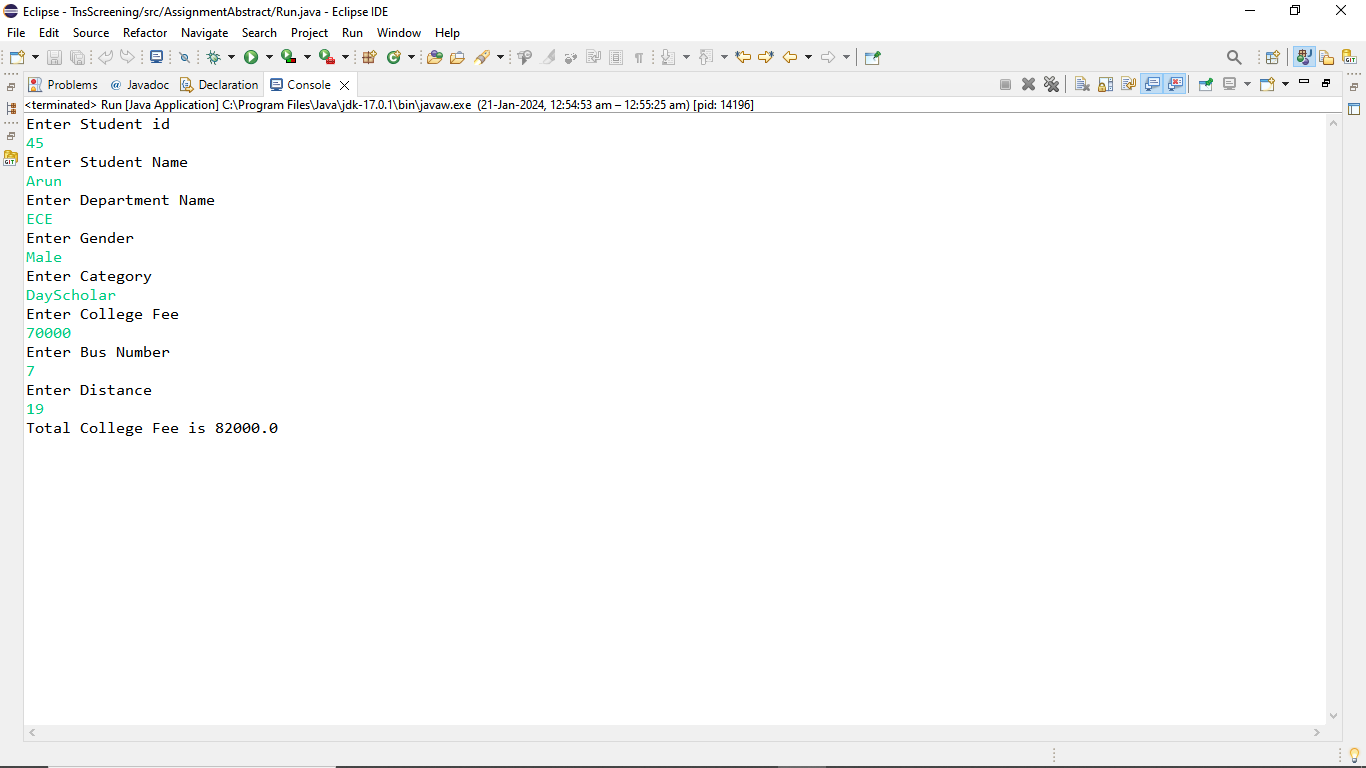 Eclipse - TnsScreening/src/AssignmentAbstract/Run.java - Eclipse IDE
File Edit Source Refactor Navigate Search Project Run Window Help
Problems @ Javadoc Declaration Console
<terminated> Run [Java Application] C:\Program Files\Java\jdk-17.0.1\bin\javaw.exe (21-Jan-2024, 12:54:53 am – 12:55:25 am) [pid: 14196]
Enter Student id
45
Enter Student Name
Arun
Enter Department Name
ECE
Enter Gender
Male
Enter Category
DayScholar
Enter College Fee
70000
Enter Bus Number
7
Enter Distance
19
Total College Fee is 82000.0